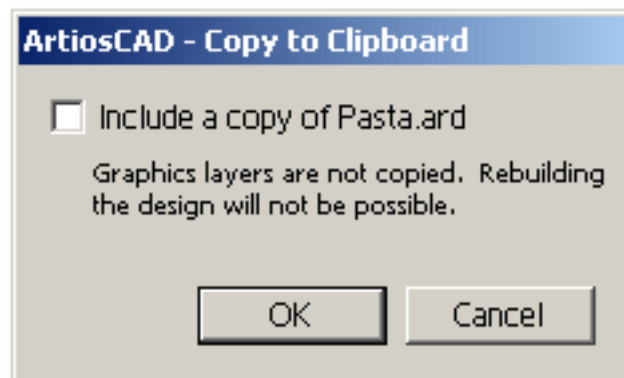 ArtiosCAD - Copy to Clipboard
Include a copy of Pasta.ard
Graphics layers are not copied. Rebuilding
the design will not be possible.
OK Cancel